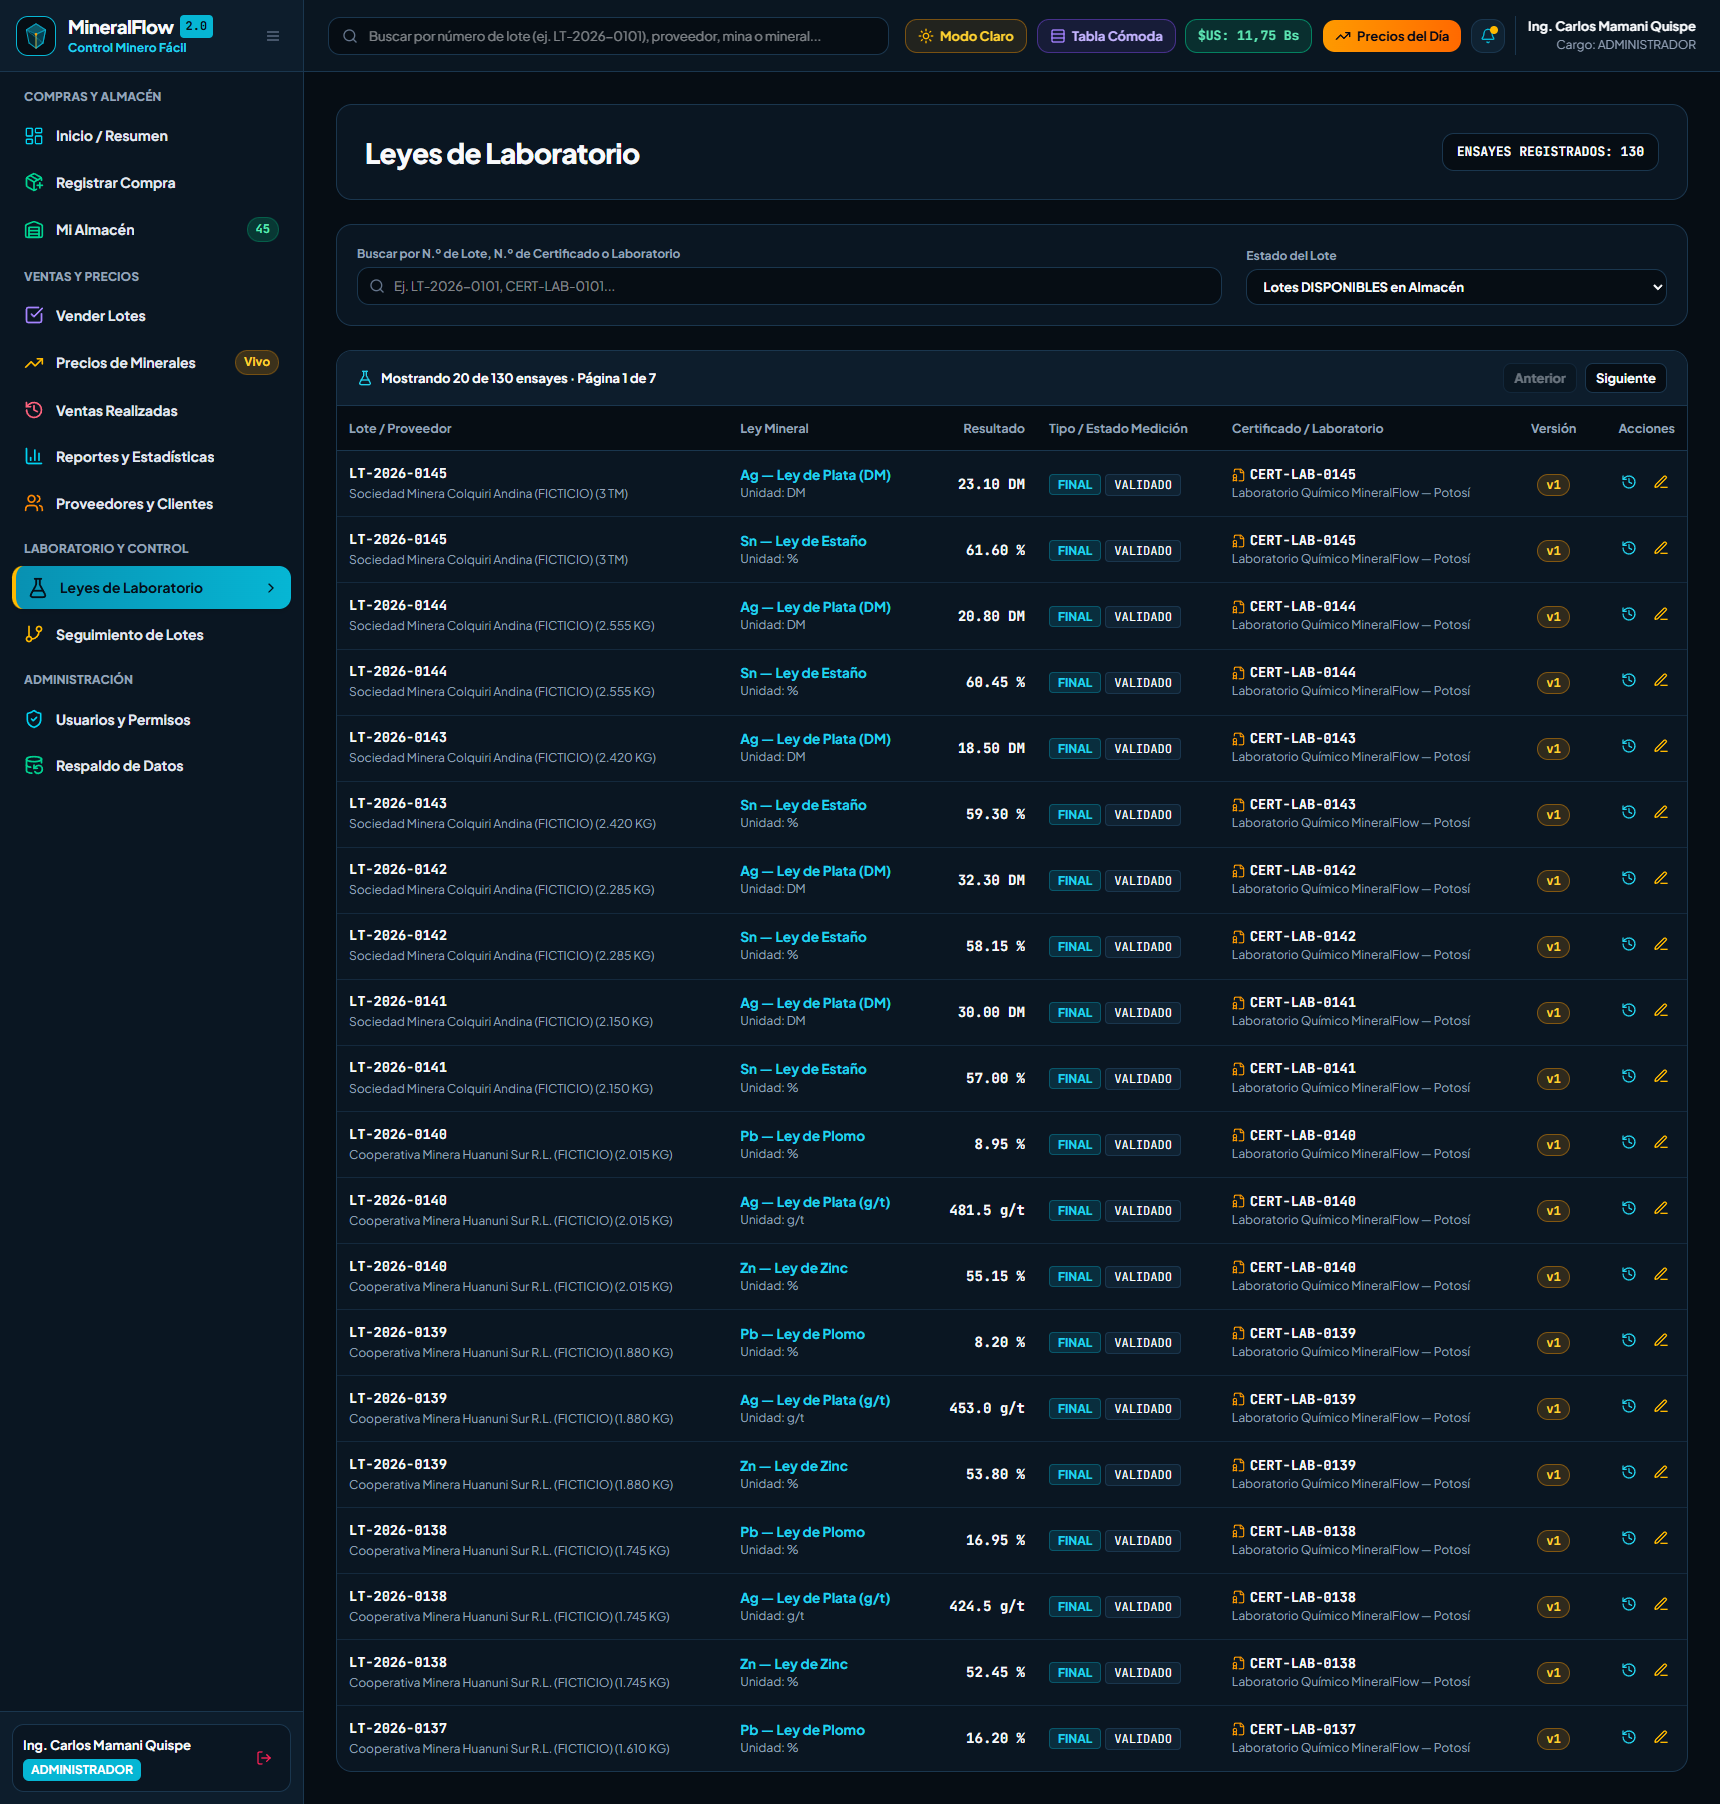 MineralFlow 2.0
Control Minero Fácil
Buscar por número de lote (ej. LT-2026-0101), proveedor, mina o mineral...
Modo Claro
Tabla Cómoda
$US: 11,75 Bs
Precios del Día
Ing. Carlos Mamani Quispe
Cargo: ADMINISTRADOR
COMPRAS Y ALMACÉN
Inicio / Resumen
Registrar Compra
Mi Almacén 45
VENTAS Y PRECIOS
Vender Lotes
Precios de Minerales Vivo
Ventas Realizadas
Reportes y Estadísticas
Proveedores y Clientes
LABORATORIO Y CONTROL
Leyes de Laboratorio
Seguimiento de Lotes
ADMINISTRACIÓN
Usuarios y Permisos
Respaldo de Datos
Ing. Carlos Mamani Quispe
ADMINISTRADOR
Leyes de Laboratorio
ENSAYES REGISTRADOS: 130
Buscar por N.º de Lote, N.º de Certificado o Laboratorio
Ej. LT-2026-0101, CERT-LAB-0101...
Estado del Lote
Lotes DISPONIBLES en Almacén
Mostrando 20 de 130 ensayes · Página 1 de 7
Anterior
Siguiente
Lote / Proveedor Ley Mineral Resultado Tipo / Estado Medición Certificado / Laboratorio Versión Acciones
LT-2026-0145 Ag — Ley de Plata (DM) 23.10 DM FINAL VALIDADO CERT-LAB-0145 v1
Sociedad Minera Colquiri Andina (FICTICIO) (3 TM) Unidad: DM Laboratorio Químico MineralFlow — Potosí
LT-2026-0145 Sn — Ley de Estaño 61.60 % FINAL VALIDADO CERT-LAB-0145 v1
Sociedad Minera Colquiri Andina (FICTICIO) (3 TM) Unidad: % Laboratorio Químico MineralFlow — Potosí
LT-2026-0144 Ag — Ley de Plata (DM) 20.80 DM FINAL VALIDADO CERT-LAB-0144 v1
Sociedad Minera Colquiri Andina (FICTICIO) (2.555 KG) Unidad: DM Laboratorio Químico MineralFlow — Potosí
LT-2026-0144 Sn — Ley de Estaño 60.45 % FINAL VALIDADO CERT-LAB-0144 v1
Sociedad Minera Colquiri Andina (FICTICIO) (2.555 KG) Unidad: % Laboratorio Químico MineralFlow — Potosí
LT-2026-0143 Ag — Ley de Plata (DM) 18.50 DM FINAL VALIDADO CERT-LAB-0143 v1
Sociedad Minera Colquiri Andina (FICTICIO) (2.420 KG) Unidad: DM Laboratorio Químico MineralFlow — Potosí
LT-2026-0143 Sn — Ley de Estaño 59.30 % FINAL VALIDADO CERT-LAB-0143 v1
Sociedad Minera Colquiri Andina (FICTICIO) (2.420 KG) Unidad: % Laboratorio Químico MineralFlow — Potosí
LT-2026-0142 Ag — Ley de Plata (DM) 32.30 DM FINAL VALIDADO CERT-LAB-0142 v1
Sociedad Minera Colquiri Andina (FICTICIO) (2.285 KG) Unidad: DM Laboratorio Químico MineralFlow — Potosí
LT-2026-0142 Sn — Ley de Estaño 58.15 % FINAL VALIDADO CERT-LAB-0142 v1
Sociedad Minera Colquiri Andina (FICTICIO) (2.285 KG) Unidad: % Laboratorio Químico MineralFlow — Potosí
LT-2026-0141 Ag — Ley de Plata (DM) 30.00 DM FINAL VALIDADO CERT-LAB-0141 v1
Sociedad Minera Colquiri Andina (FICTICIO) (2.150 KG) Unidad: DM Laboratorio Químico MineralFlow — Potosí
LT-2026-0141 Sn — Ley de Estaño 57.00 % FINAL VALIDADO CERT-LAB-0141 v1
Sociedad Minera Colquiri Andina (FICTICIO) (2.150 KG) Unidad: % Laboratorio Químico MineralFlow — Potosí
LT-2026-0140 Pb — Ley de Plomo 8.95 % FINAL VALIDADO CERT-LAB-0140 v1
Cooperativa Minera Huanuni Sur R.L. (FICTICIO) (2.015 KG) Unidad: % Laboratorio Químico MineralFlow — Potosí
LT-2026-0140 Ag — Ley de Plata (g/t) 481.5 g/t FINAL VALIDADO CERT-LAB-0140 v1
Cooperativa Minera Huanuni Sur R.L. (FICTICIO) (2.015 KG) Unidad: g/t Laboratorio Químico MineralFlow — Potosí
LT-2026-0140 Zn — Ley de Zinc 55.15 % FINAL VALIDADO CERT-LAB-0140 v1
Cooperativa Minera Huanuni Sur R.L. (FICTICIO) (2.015 KG) Unidad: % Laboratorio Químico MineralFlow — Potosí
LT-2026-0139 Pb — Ley de Plomo 8.20 % FINAL VALIDADO CERT-LAB-0139 v1
Cooperativa Minera Huanuni Sur R.L. (FICTICIO) (1.880 KG) Unidad: % Laboratorio Químico MineralFlow — Potosí
LT-2026-0139 Ag — Ley de Plata (g/t) 453.0 g/t FINAL VALIDADO CERT-LAB-0139 v1
Cooperativa Minera Huanuni Sur R.L. (FICTICIO) (1.880 KG) Unidad: g/t Laboratorio Químico MineralFlow — Potosí
LT-2026-0139 Zn — Ley de Zinc 53.80 % FINAL VALIDADO CERT-LAB-0139 v1
Cooperativa Minera Huanuni Sur R.L. (FICTICIO) (1.880 KG) Unidad: % Laboratorio Químico MineralFlow — Potosí
LT-2026-0138 Pb — Ley de Plomo 16.95 % FINAL VALIDADO CERT-LAB-0138 v1
Cooperativa Minera Huanuni Sur R.L. (FICTICIO) (1.745 KG) Unidad: % Laboratorio Químico MineralFlow — Potosí
LT-2026-0138 Ag — Ley de Plata (g/t) 424.5 g/t FINAL VALIDADO CERT-LAB-0138 v1
Cooperativa Minera Huanuni Sur R.L. (FICTICIO) (1.745 KG) Unidad: g/t Laboratorio Químico MineralFlow — Potosí
LT-2026-0138 Zn — Ley de Zinc 52.45 % FINAL VALIDADO CERT-LAB-0138 v1
Cooperativa Minera Huanuni Sur R.L. (FICTICIO) (1.745 KG) Unidad: % Laboratorio Químico MineralFlow — Potosí
LT-2026-0137 Pb — Ley de Plomo 16.20 % FINAL VALIDADO CERT-LAB-0137 v1
Cooperativa Minera Huanuni Sur R.L. (FICTICIO) (1.610 KG) Unidad: % Laboratorio Químico MineralFlow — Potosí